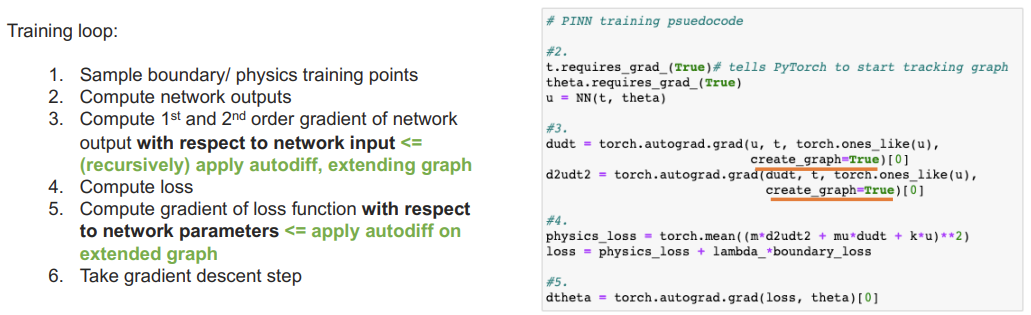 Training loop:
1. Sample boundary/ physics training points
2. Compute network outputs
3. Compute 1st and 2nd order gradient of network
output with respect to network input <=
(recursively) apply autodiff, extending graph
4. Compute loss
5. Compute gradient of loss function with respect
to network parameters <= apply autodiff on
extended graph
6. Take gradient descent step
# PINN training psuedocode
#2.
t.requires_grad_(True)# tells PyTorch to start tracking graph
theta.requires_grad_(True)
u = NN(t, theta)
#3.
dudt = torch.autograd.grad(u, t, torch.ones_like(u),
create_graph=True)[0]
d2udt2 = torch.autograd.grad(dudt, t, torch.ones_like(u),
create_graph=True)[0]
#4.
physics_loss = torch.mean((m*d2udt2 + mu*dudt + k*u)**2)
loss = physics_loss + lambda_*boundary_loss
#5.
dtheta = torch.autograd.grad(loss, theta)[0]